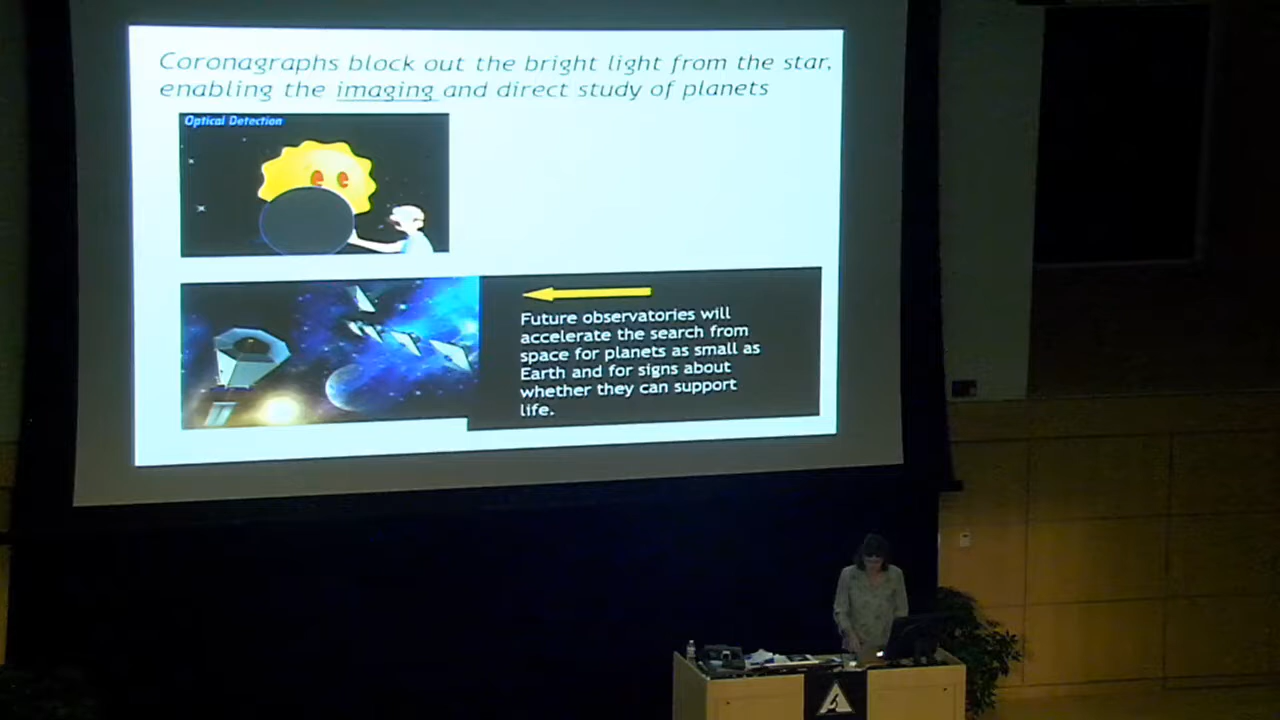 Coronagraphs block out the bright light from the star,
enabling the imaging and direct study of planets
Optical Detection
Future observatories will
accelerate the search from
space for planets as small as
Earth and for signs about
whether they can support
life.